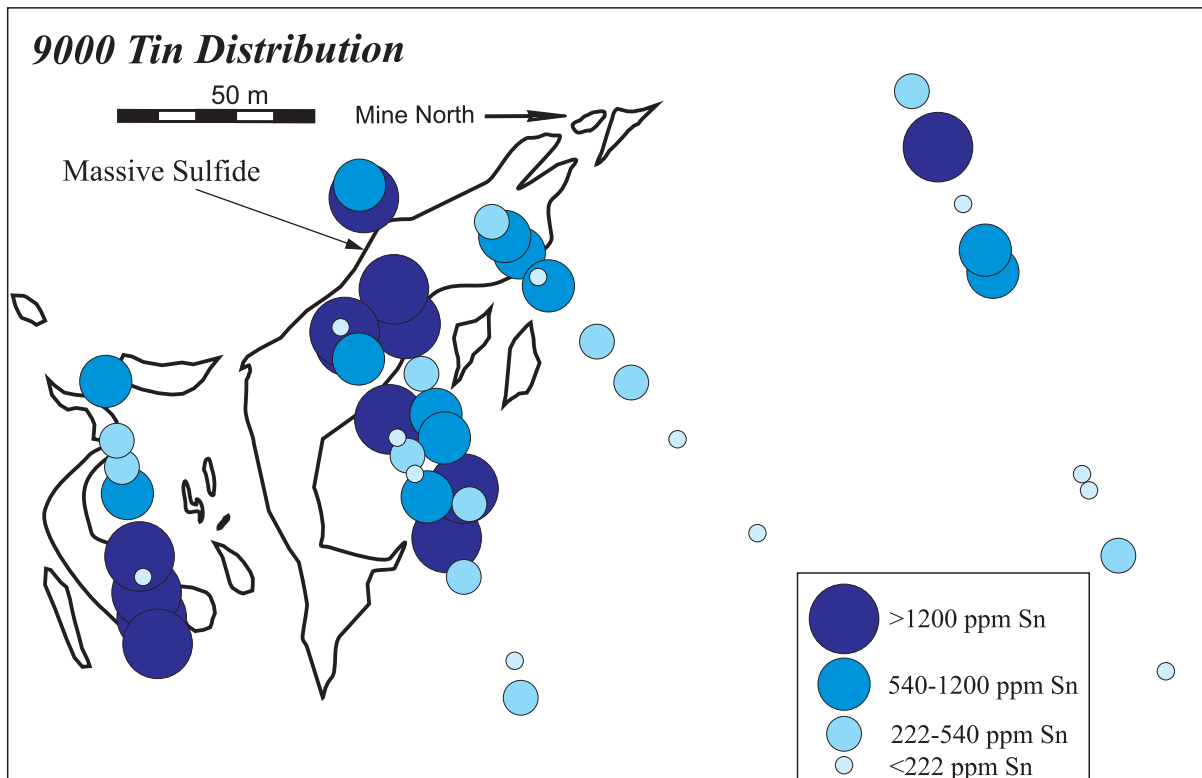 9000 Tin Distribution
50 m
Mine North
Massive Sulfide
>1200 ppm Sn
540-1200 ppm Sn
222-540 ppm Sn
<222 ppm Sn